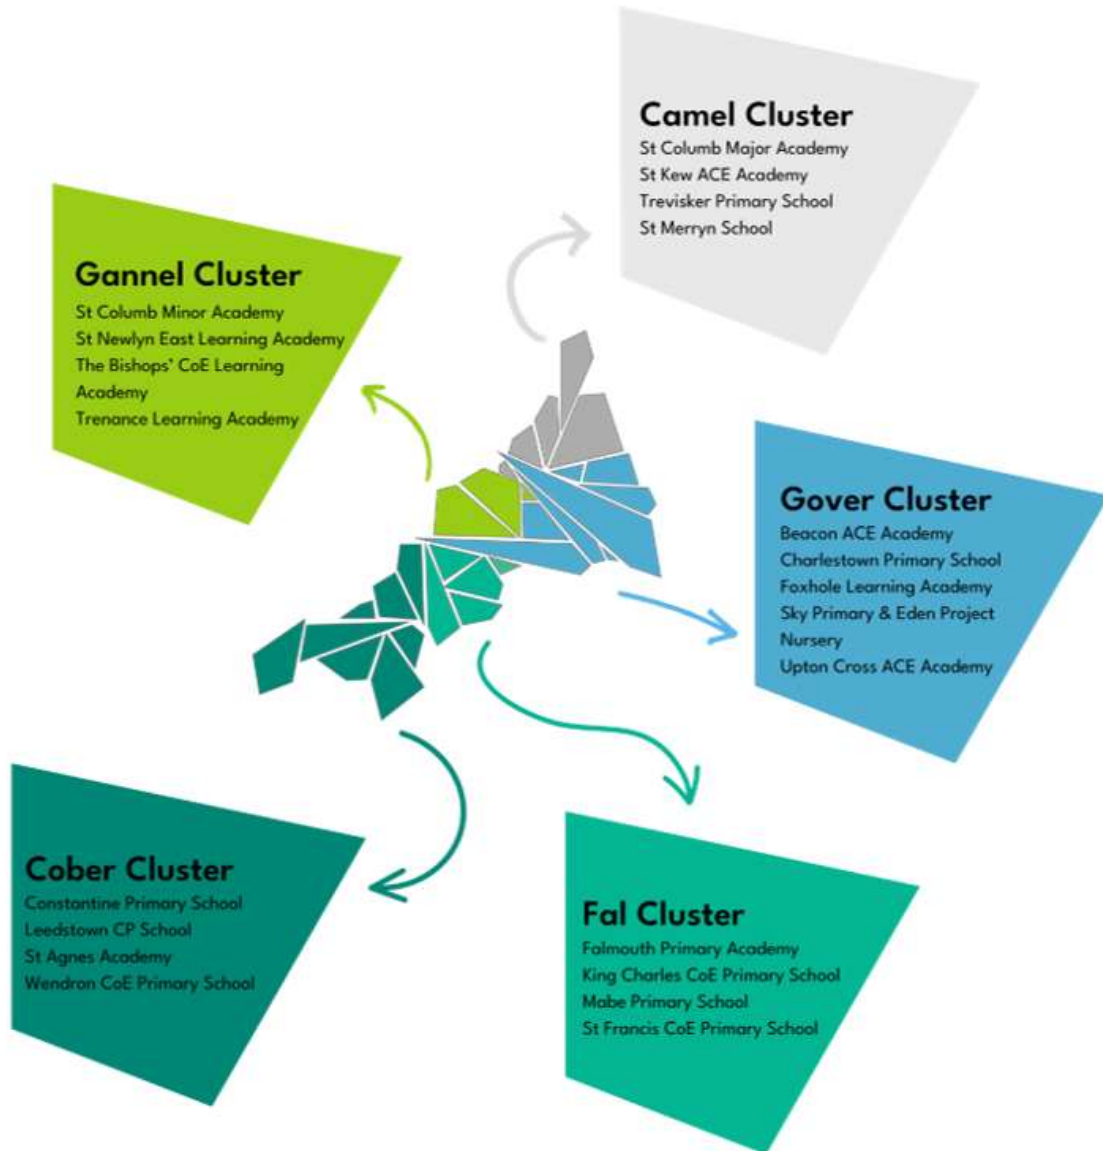 Camel Cluster
St Columb Major Academy
St Kew ACE Academy
Trevisker Primary School
St Merryn School
Gannel Cluster
St Columb Minor Academy
St Newlyn East Learning Academy
The Bishops’ CoE Learning
Academy
Trenance Learning Academy
Gover Cluster
Beacon ACE Academy
Charlestown Primary School
Foxhole Learning Academy
Sky Primary & Eden Project
Nursery
Upton Cross ACE Academy
Cober Cluster
Constantine Primary School
Leedstown CP School
St Agnes Academy
Wendron CoE Primary School
Fal Cluster
Falmouth Primary Academy
King Charles CoE Primary School
Mabe Primary School
St Francis CoE Primary School